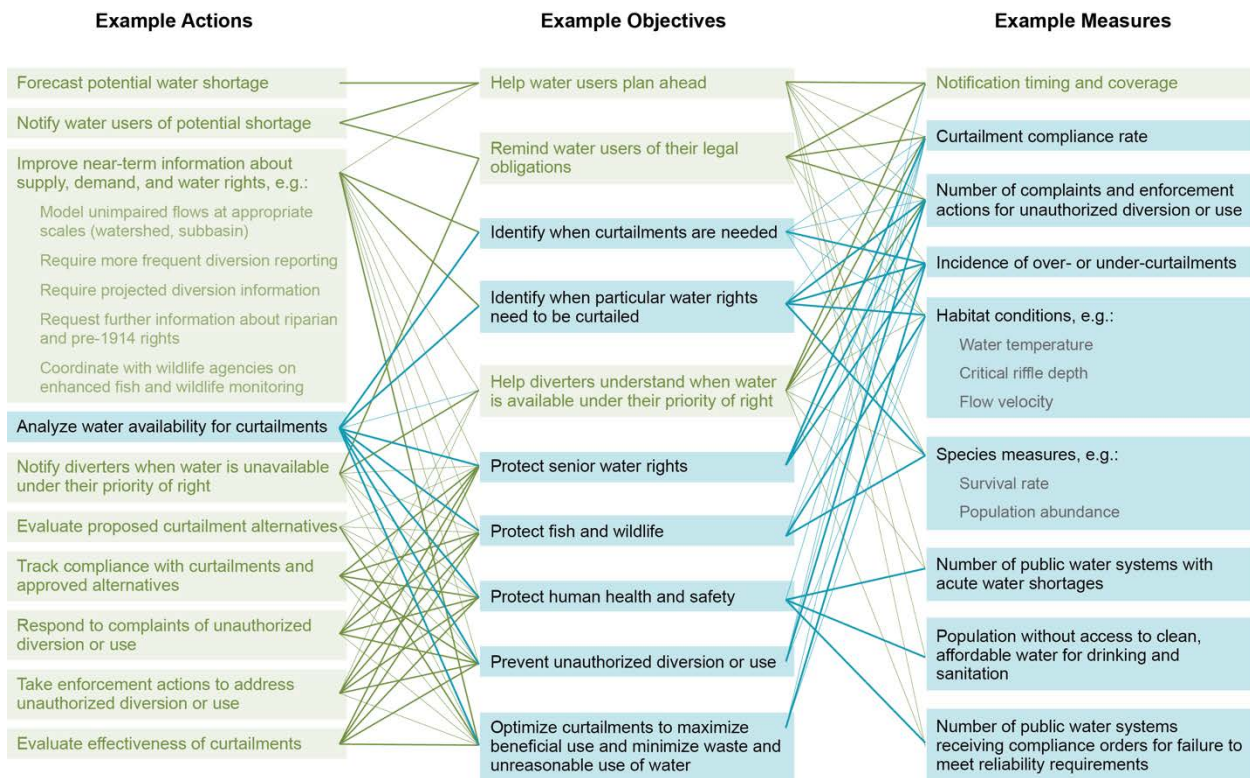 Example Actions
Example Objectives
Example Measures
Forecast potential water shortage
Notify water users of potential shortage
Improve near-term information about
supply, demand, and water rights, e.g.:
Model unimpaired flows at appropriate
scales (watershed, subbasin)
Require more frequent diversion reporting
Require projected diversion information
Request further information about riparian
and pre-1914 rights
Coordinate with wildlife agencies on
enhanced fish and wildlife monitoring
Analyze water availability for curtailments
Notify diverters when water is unavailable
under their priority of right
Evaluate proposed curtailment alternatives
Track compliance with curtailments and
approved alternatives
Respond to complaints of unauthorized
diversion or use
Take enforcement actions to address
unauthorized diversion or use
Evaluate effectiveness of curtailments
Help water users plan ahead
Remind water users of their legal
obligations
Identify when curtailments are needed
Identify when particular water rights
need to be curtailed
Help diverters understand when water
is available under their priority of right
Protect senior water rights
Protect fish and wildlife
Protect human health and safety
Prevent unauthorized diversion or use
Optimize curtailments to maximize
beneficial use and minimize waste and
unreasonable use of water
Notification timing and coverage
Curtailment compliance rate
Number of complaints and enforcement
actions for unauthorized diversion or use
Incidence of over- or under-curtailments
Habitat conditions, e.g.:
Water temperature
Critical riffle depth
Flow velocity
Species measures, e.g.:
Survival rate
Population abundance
Number of public water systems with
acute water shortages
Population without access to clean,
affordable water for drinking and
sanitation
Number of public water systems
receiving compliance orders for failure to
meet reliability requirements